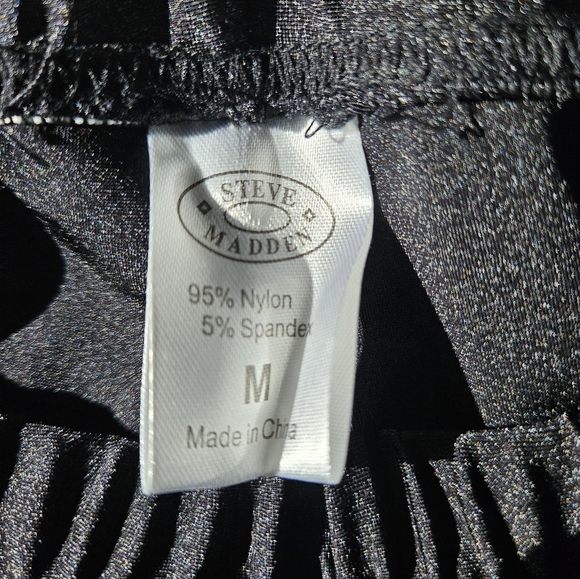 STEVE
MADDEN
95% Nylon
5% Spandex
M
Made in China